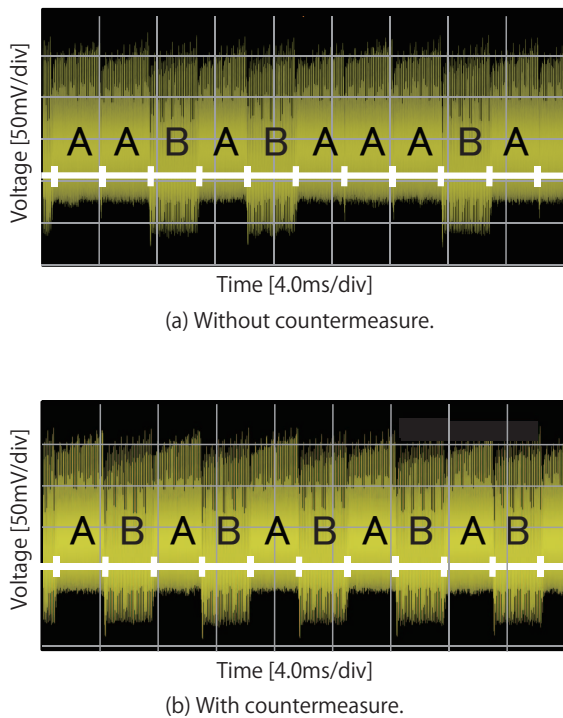 Voltage [50mV/div]
A A B A B A A A B A
Time [4.0ms/div]
(a) Without countermeasure.
Voltage [50mV/div]
A B A B A B A B A B
Time [4.0ms/div]
(b) With countermeasure.